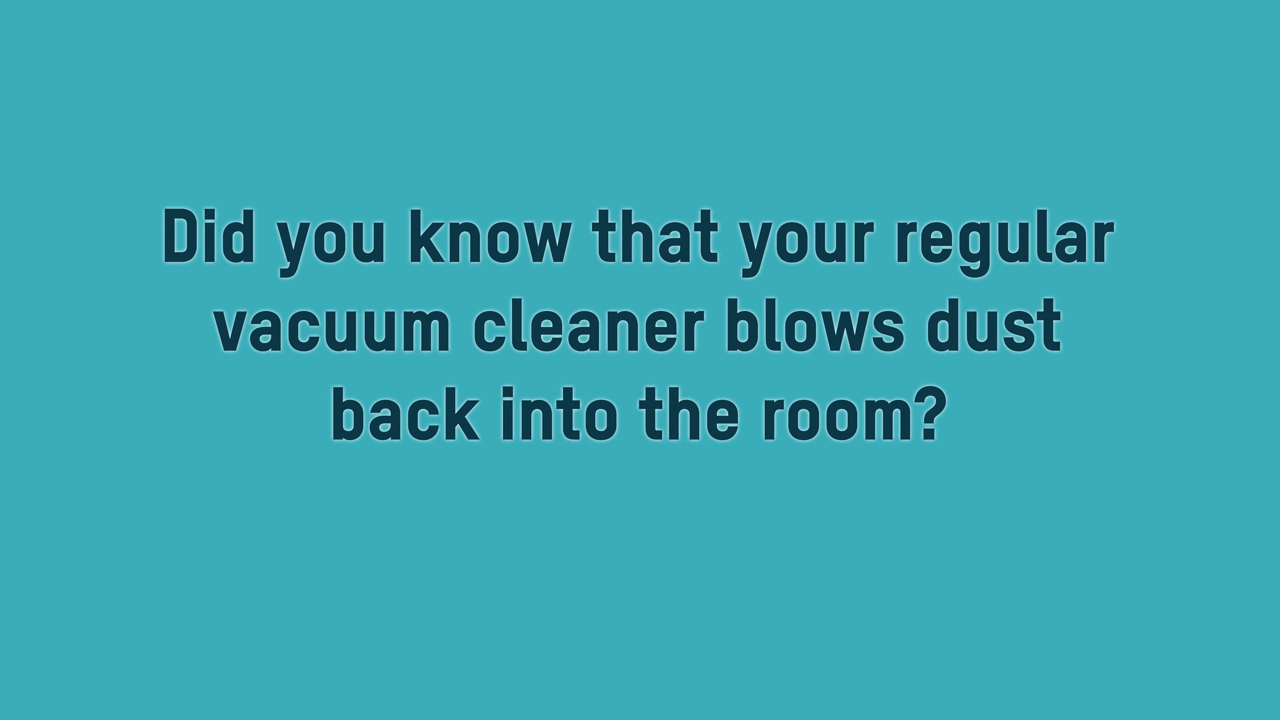 Did you know that your regular
vacuum cleaner blows dust
back into the room?